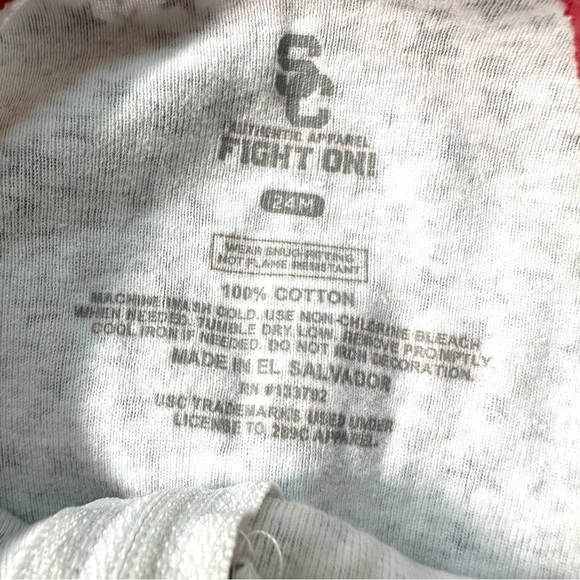 SC
AUTHENTIC APPAREL
FIGHT ON!
24M
WEAR SNUG-FITTING
NOT FLAME RESISTANT
100% COTTON
MACHINE WASH COLD. USE NON-CHLORINE BLEACH
WHEN NEEDED. TUMBLE DRY LOW. REMOVE PROMPTLY.
COOL IRON IF NEEDED. DO NOT IRON DECORATION.
MADE IN EL SALVADOR
RN #133792
USC TRADEMARKS USED UNDER
LICENSE TO 289C APPAREL.